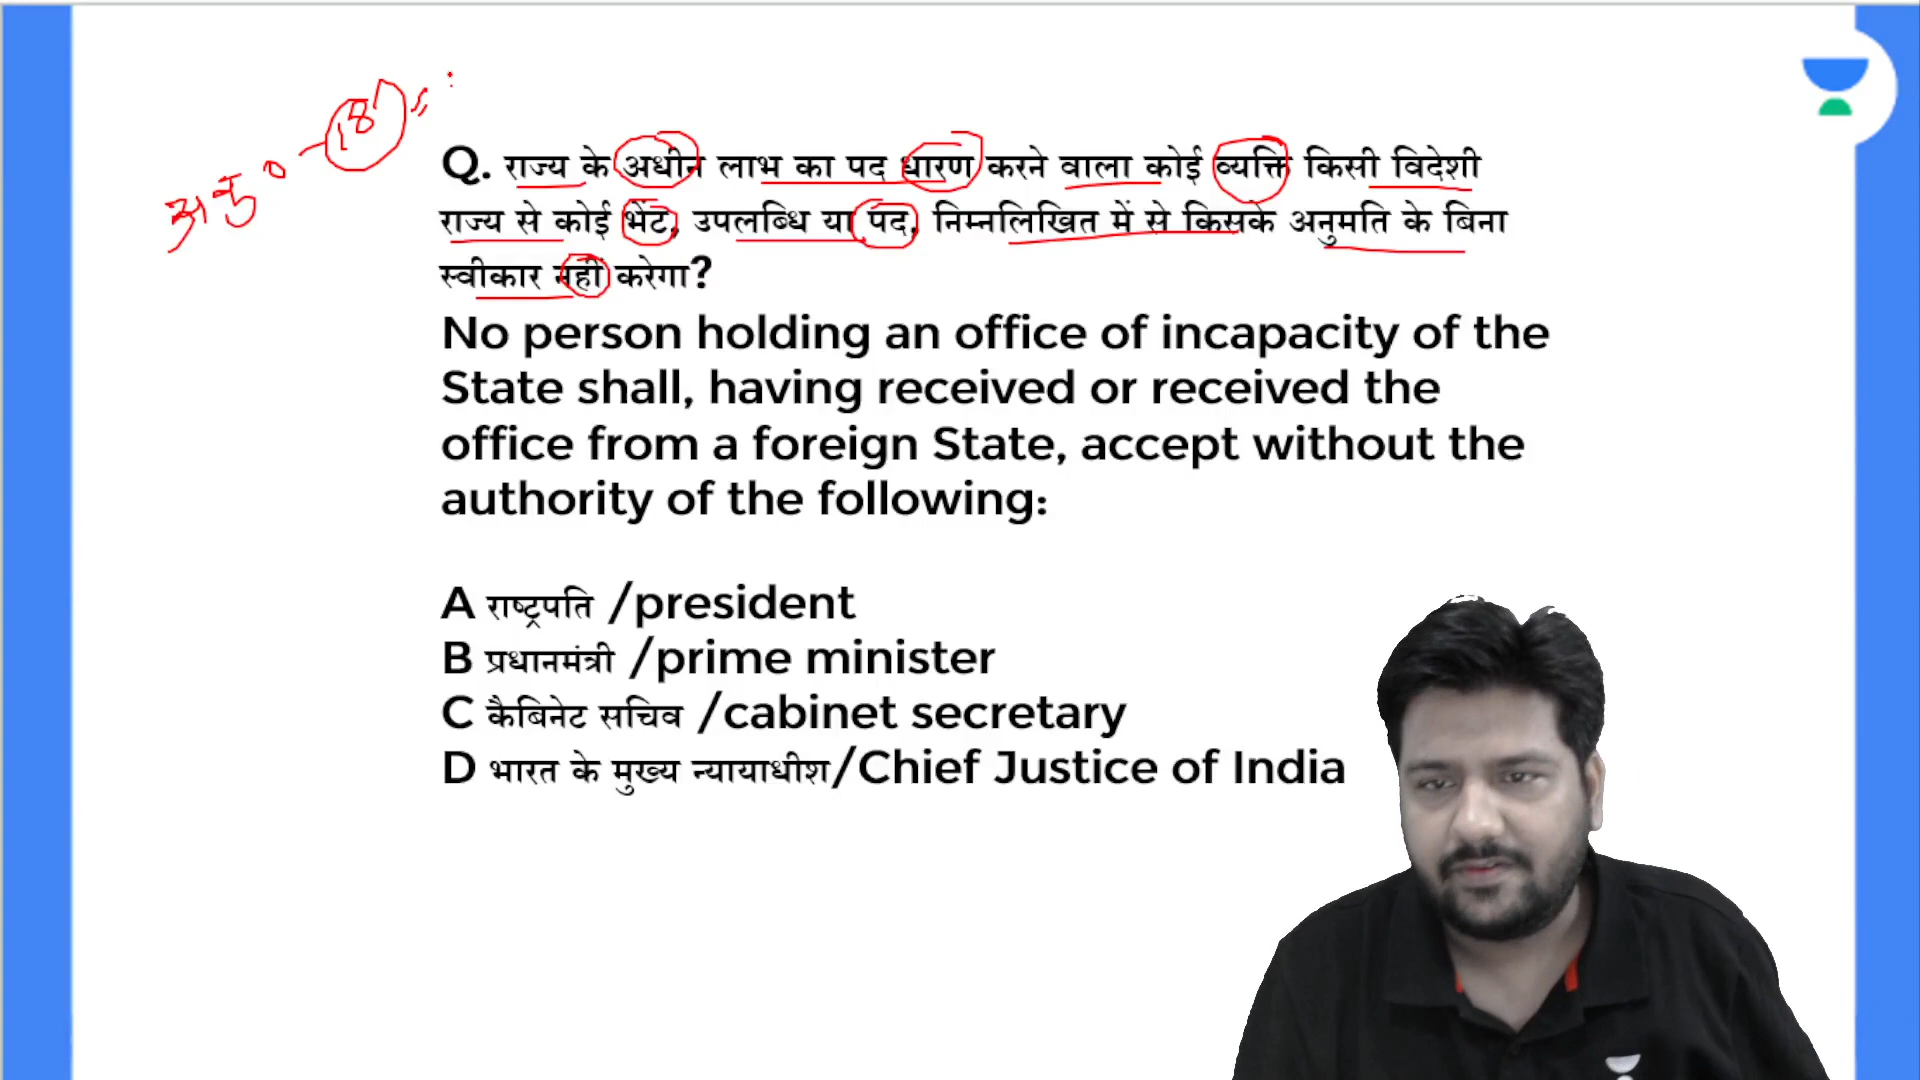 अनु० - 18
Q. राज्य के अधीन लाभ का पद धारण करने वाला कोई व्यक्ति किसी विदेशी
राज्य से कोई भेंट, उपलब्धि या पद, निम्नलिखित में से किसके अनुमति के बिना
स्वीकार नहीं करेगा?
No person holding an office of incapacity of the
State shall, having received or received the
office from a foreign State, accept without the
authority of the following:
A राष्ट्रपति /president
B प्रधानमंत्री /prime minister
C कैबिनेट सचिव /cabinet secretary
D भारत के मुख्य न्यायाधीश/Chief Justice of India